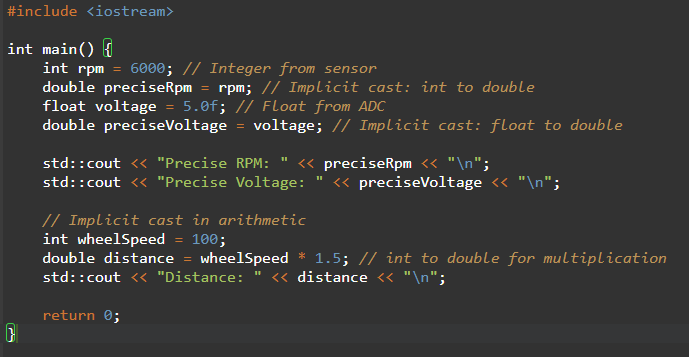 #include <iostream>

int main() {
    int rpm = 6000; // Integer from sensor
    double preciseRpm = rpm; // Implicit cast: int to double
    float voltage = 5.0f; // Float from ADC
    double preciseVoltage = voltage; // Implicit cast: float to double

    std::cout << "Precise RPM: " << preciseRpm << "\n";
    std::cout << "Precise Voltage: " << preciseVoltage << "\n";

    // Implicit cast in arithmetic
    int wheelSpeed = 100;
    double distance = wheelSpeed * 1.5; // int to double for multiplication
    std::cout << "Distance: " << distance << "\n";

    return 0;
}